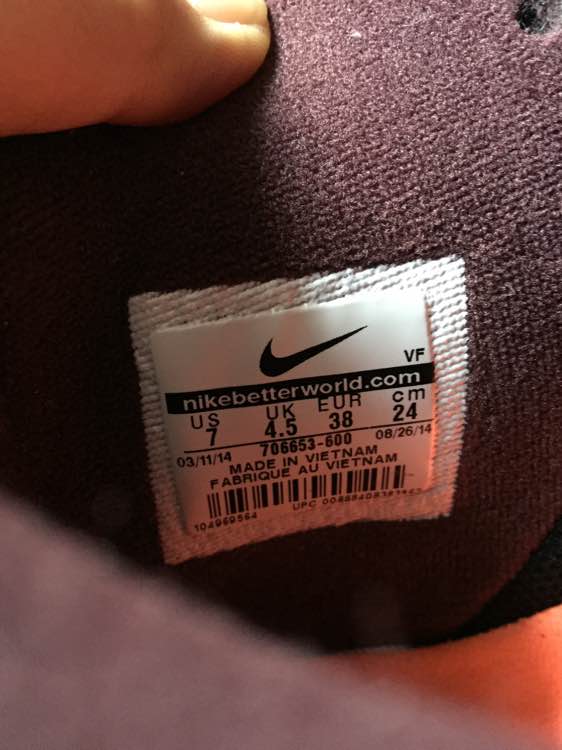 VF
nikebetterworld.com
US UK EUR cm
7 4.5 38 24
706653-600
03/11/14 08/26/14
MADE IN VIETNAM
FABRIQUE AU VIETNAM
104969564 UPC